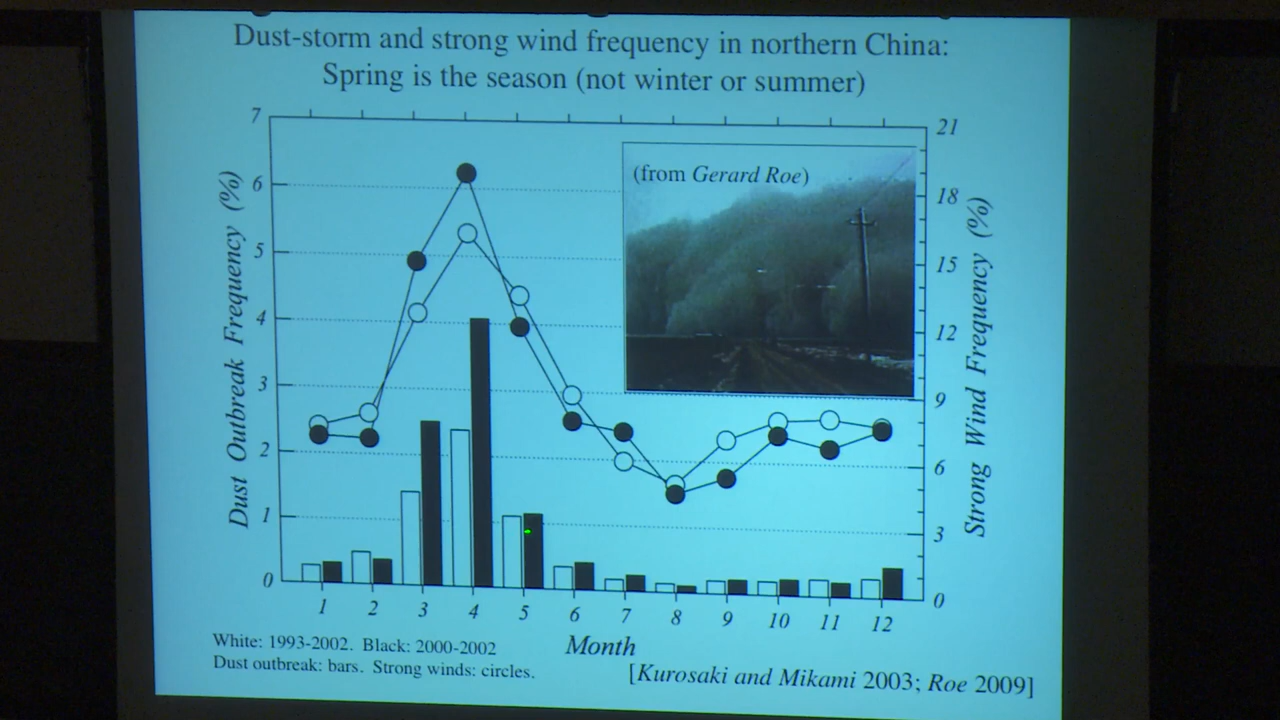 Dust-storm and strong wind frequency in northern China:
Spring is the season (not winter or summer)
7
6
5
4
3
2
1
0
Dust Outbreak Frequency (%)
21
18
15
12
9
6
3
0
Strong Wind Frequency (%)
(from Gerard Roe)
1 2 3 4 5 6 7 8 9 10 11 12
Month
White: 1993-2002. Black: 2000-2002
Dust outbreak: bars. Strong winds: circles.
[Kurosaki and Mikami 2003; Roe 2009]